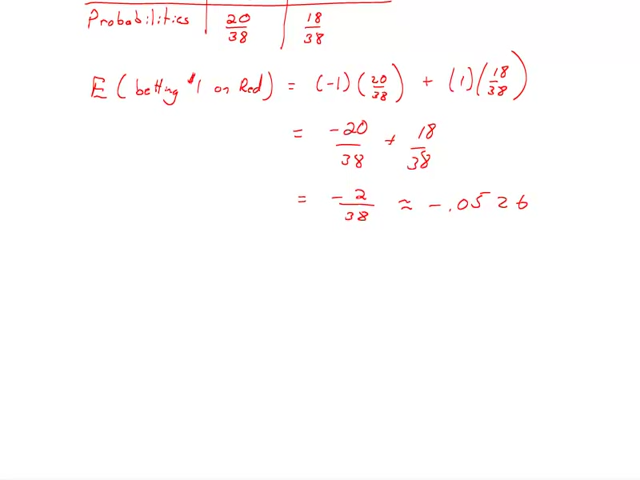 Probabilities 20/38 18/38
E (betting $1 on Red) = (-1)(20/38) + (1)(18/38)
= -20/38 + 18/38
= -2/38 ≈ -.0526